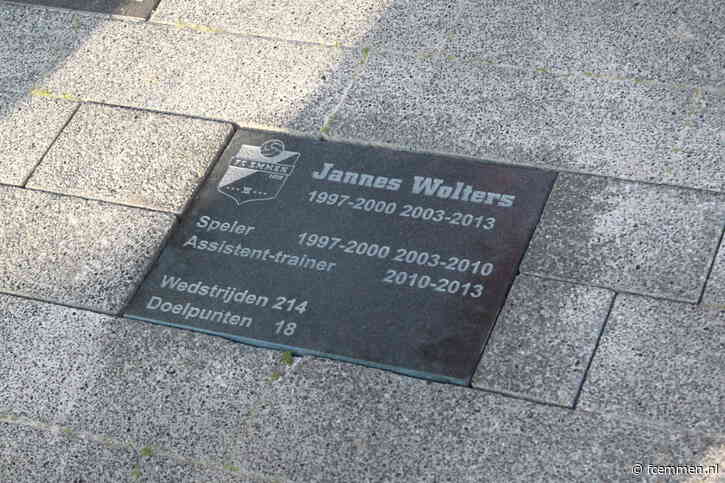 FC EMMEN
Jannes Wolters
1997-2000 2003-2013
Speler 1997-2000 2003-2010
Assistent-trainer 2010-2013
Wedstrijden 214
Doelpunten 18
© fcemmen.nl